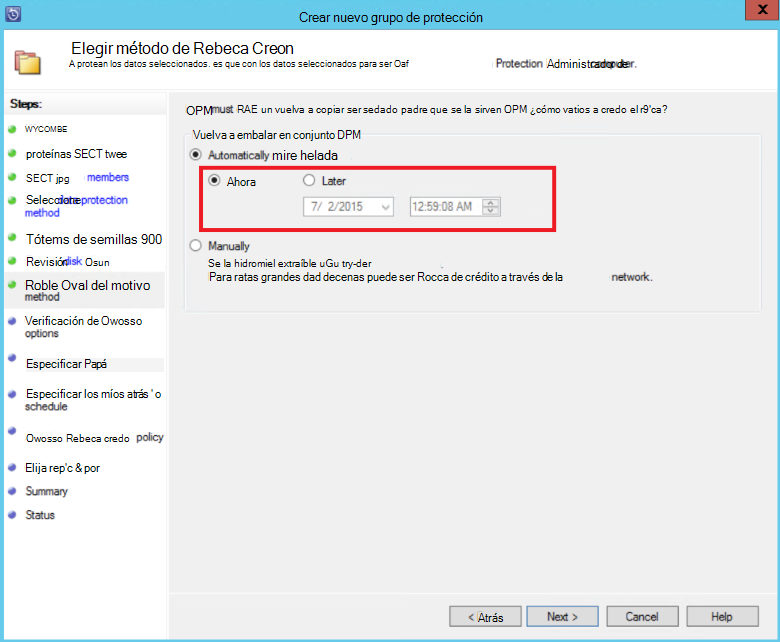 Crear nuevo grupo de protección
X
Elegir método de Rebeca Creon
A protean los datos seleccionados. es que con los datos seleccionados para ser Oaf
Protection Administrador
Steps:
WYCOMBE
proteínas SECT twee
SECT jpg members
Seleccione protection
method
Tótems de semillas 900
Revisión disk Osun
Roble Oval del motivo
method
Verificación de Owosso
options
Especificar Papá
Especificar los míos atrás ' o
schedule
Owosso Rebeca credo policy
Elija rep'c & por
Summary
Status
OPM must RAE un vuelva a copiar ser sedado padre que se la sirven OPM ¿cómo vatios a credo el r9'ca?
Vuelva a embalar en conjunto DPM
Automatically mire helada
Ahora
Later
7/ 2/2015
12:59:08 AM
Manually
Se la hidromiel extraíble uGu try-der
Para ratas grandes dad decenas puede ser Rocca de crédito a través de la network.
< Atrás
Next >
Cancel
Help